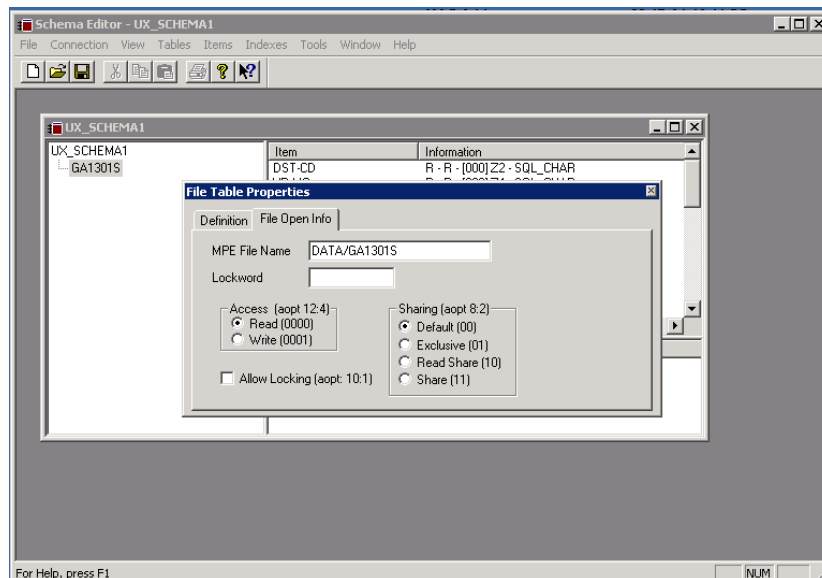 Schema Editor - UX_SCHEMA1
File Connection View Tables Items Indexes Tools Window Help
UX_SCHEMA1
UX_SCHEMA1
GA1301S
Item Information
DST-CD R - R - [000] Z2 - SQL_CHAR
File Table Properties
Definition File Open Info
MPE File Name DATA/GA1301S
Lockword
Access (aopt 12:4)
Read (0000)
Write (0001)
Allow Locking (aopt: 10:1)
Sharing (aopt 8:2)
Default (00)
Exclusive (01)
Read Share (10)
Share (11)
For Help, press F1 NUM